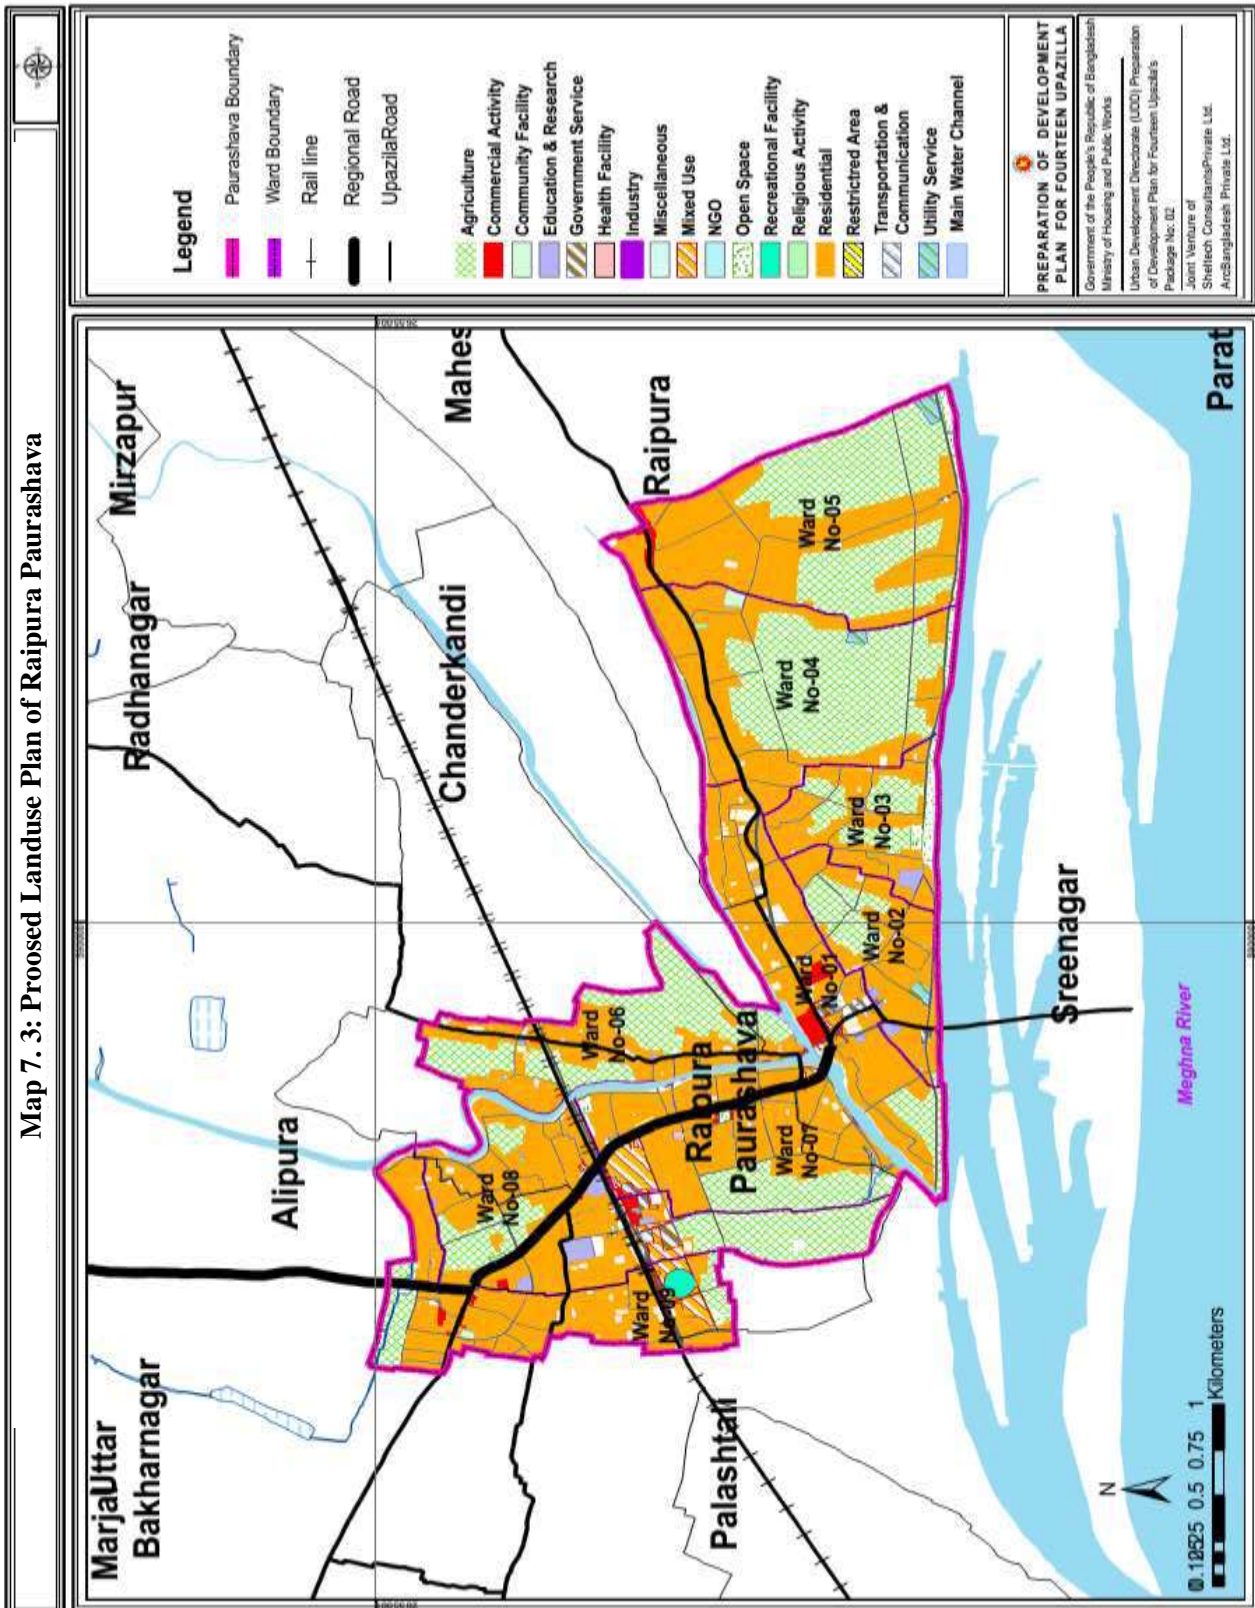 Map 7. 3: Proosed Landuse Plan of Raipura Paurashava
Marja
Uttar
Bakharnagar
Alipura
Radhanagar
Mirzapur
Chanderkandi
Mahes
Raipura
Palashtali
Raipura
Paurashava
Ward
No-01
Ward
No-02
Ward
No-03
Ward
No-04
Ward
No-05
Ward
No-06
Ward
No-07
Ward
No-08
Ward
No-09
Sreenagar
Meghna River
Parat
N
0.5 0.75 1
Kilometers
Legend
Paurashava Boundary
Ward Boundary
Rail line
Regional Road
UpazilaRoad
Agriculture
Commercial Activity
Community Facility
Education & Research
Government Service
Health Facility
Industry
Miscellaneous
Mixed Use
NGO
Open Space
Recreational Facility
Religious Activity
Residential
Restrictred Area
Transportation &
Communication
Utility Service
Main Water Channel
PREPARATION OF DEVELOPMENT
PLAN FOR FOURTEEN UPAZILLA
Government of the People's Republic of Bangladesh
Ministry of Housing and Public Works
Urban Development Directorate (UDD) Preparation
of Development Plan for Fourteen Upazila's
Package No: 02
Joint Venture of
Sheltech ConsultantsPrivate Ltd.
ArcBangladesh Private Ltd.